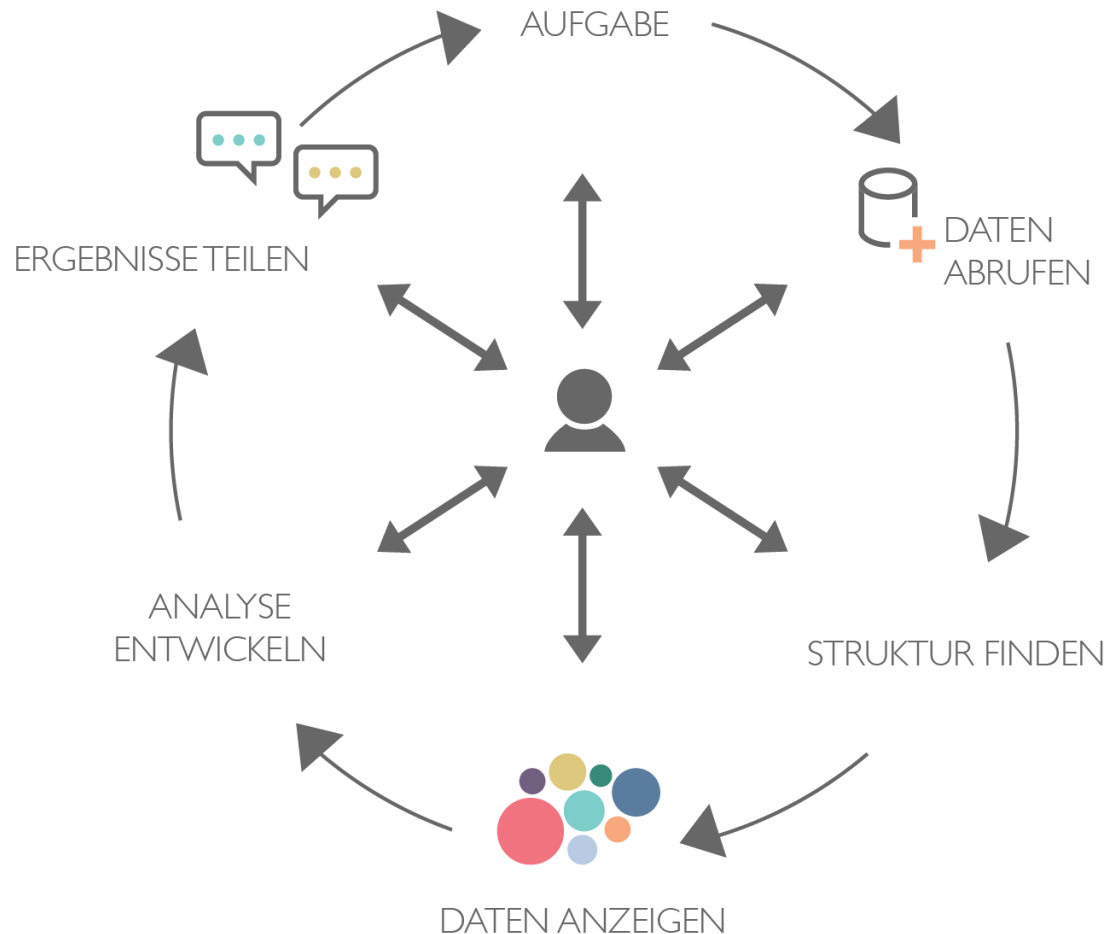 AUFGABE
DATEN
ABRUFEN
STRUKTUR FINDEN
DATEN ANZEIGEN
ANALYSE
ENTWICKELN
ERGEBNISSE TEILEN